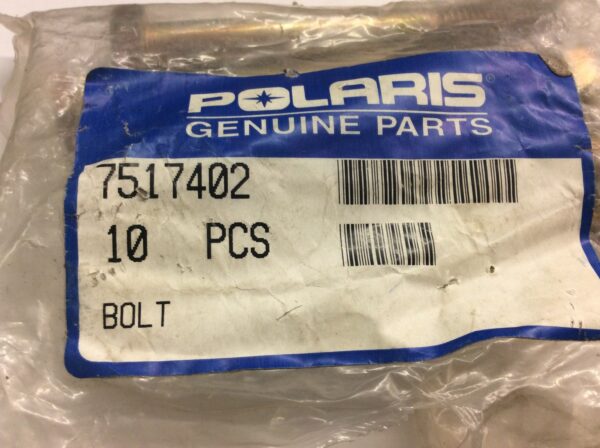 POLARIS®
GENUINE PARTS
7517402
10 PCS
BOLT